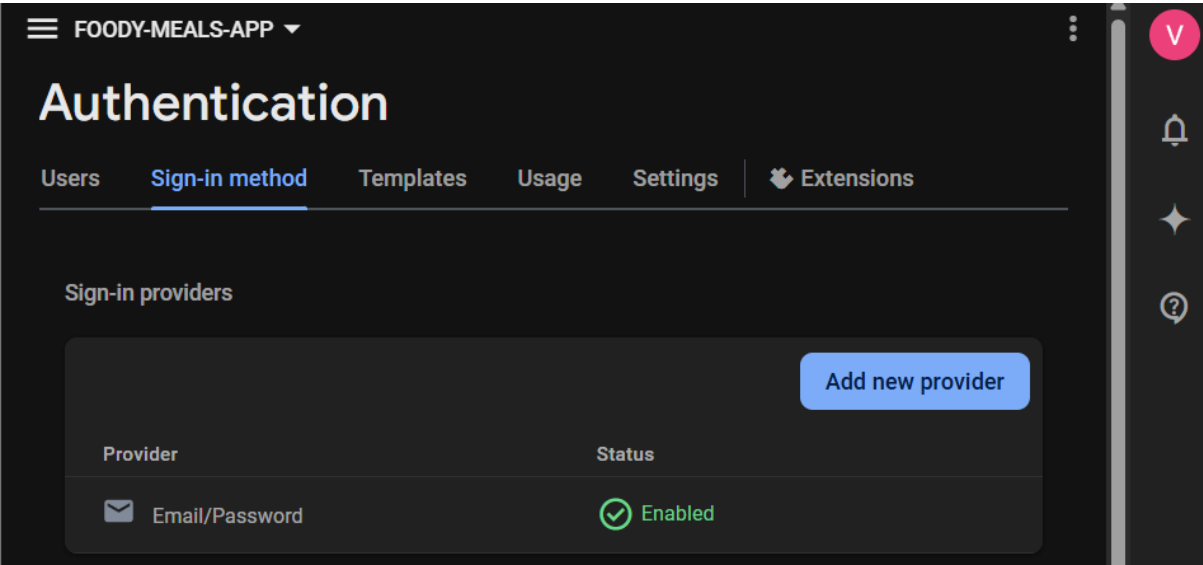 FOODY-MEALS-APP
V
Authentication
Users Sign-in method Templates Usage Settings Extensions
Sign-in providers
Add new provider
Provider Status
Email/Password Enabled